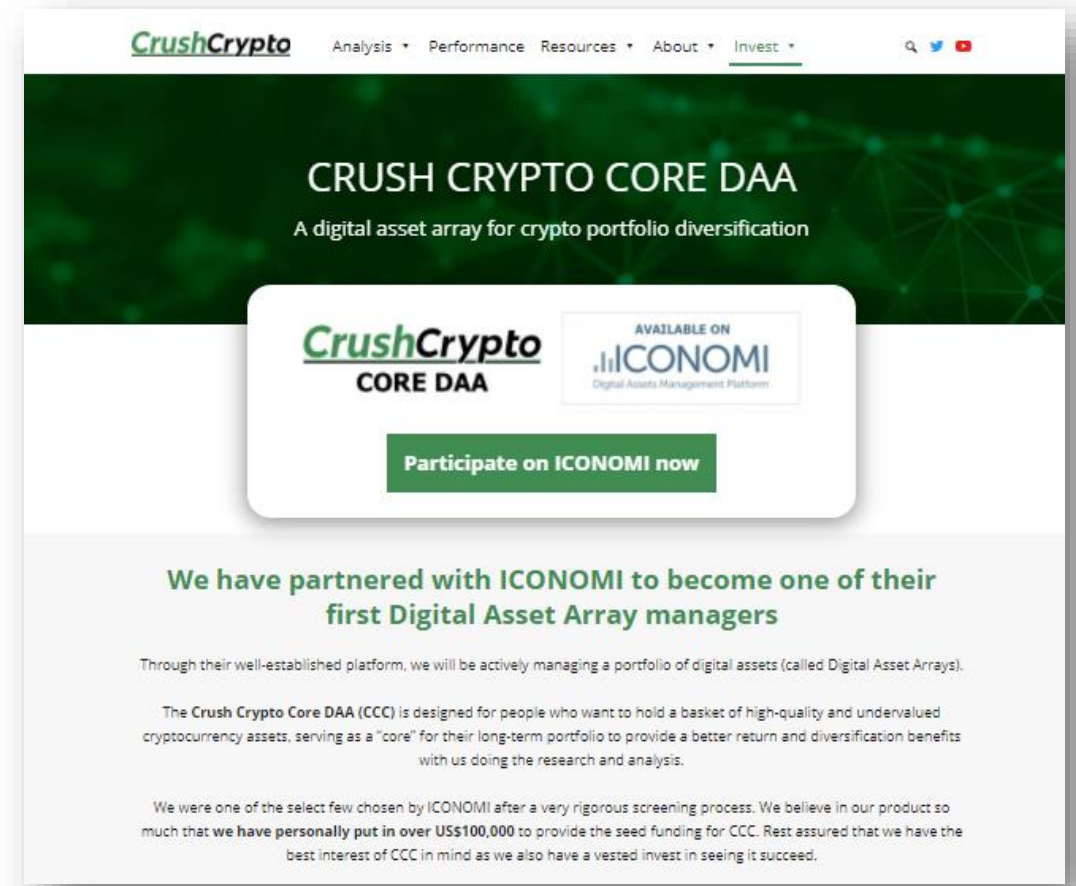 CrushCrypto Analysis Performance Resources About Invest
CRUSH CRYPTO CORE DAA
A digital asset array for crypto portfolio diversification
CrushCrypto
CORE DAA
AVAILABLE ON
ICONOMI
Digital Assets Management Platform
Participate on ICONOMI now
We have partnered with ICONOMI to become one of their
first Digital Asset Array managers
Through their well-established platform, we will be actively managing a portfolio of digital assets (called Digital Asset Arrays).
The Crush Crypto Core DAA (CCC) is designed for people who want to hold a basket of high-quality and undervalued
cryptocurrency assets, serving as a “core” for their long-term portfolio to provide a better return and diversification benefits
with us doing the research and analysis.
We were one of the select few chosen by ICONOMI after a very rigorous screening process. We believe in our product so
much that we have personally put in over US$100,000 to provide the seed funding for CCC. Rest assured that we have the
best interest of CCC in mind as we also have a vested invest in seeing it succeed.